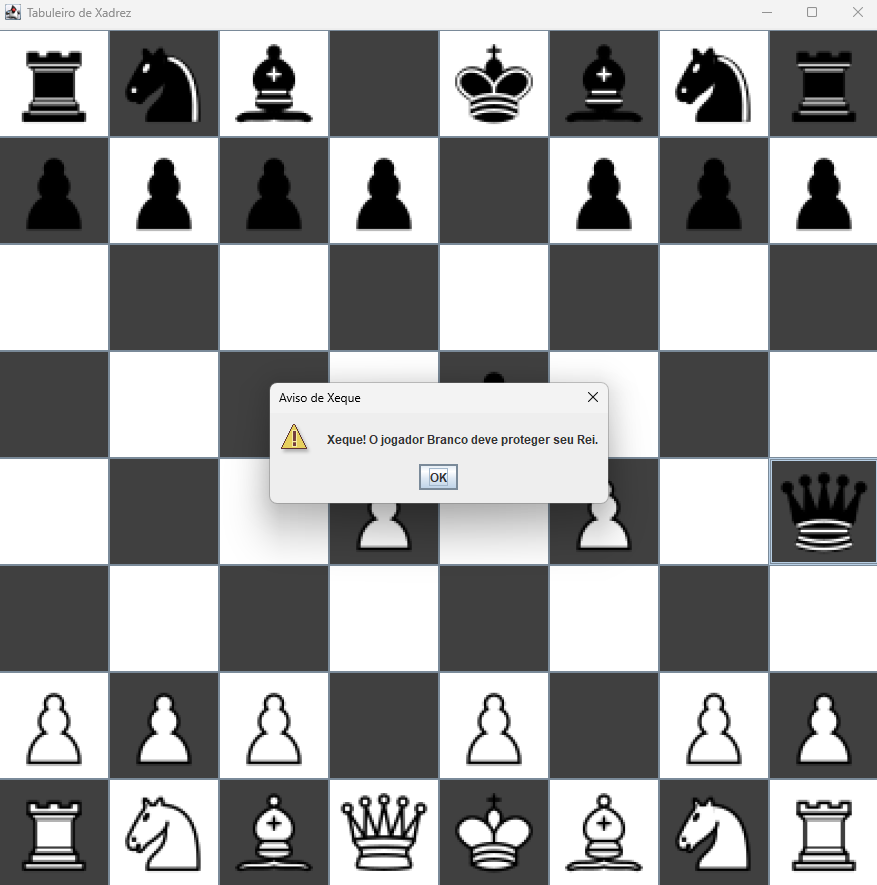 Tabuleiro de Xadrez
Aviso de Xeque
Xeque! O jogador Branco deve proteger seu Rei.
OK